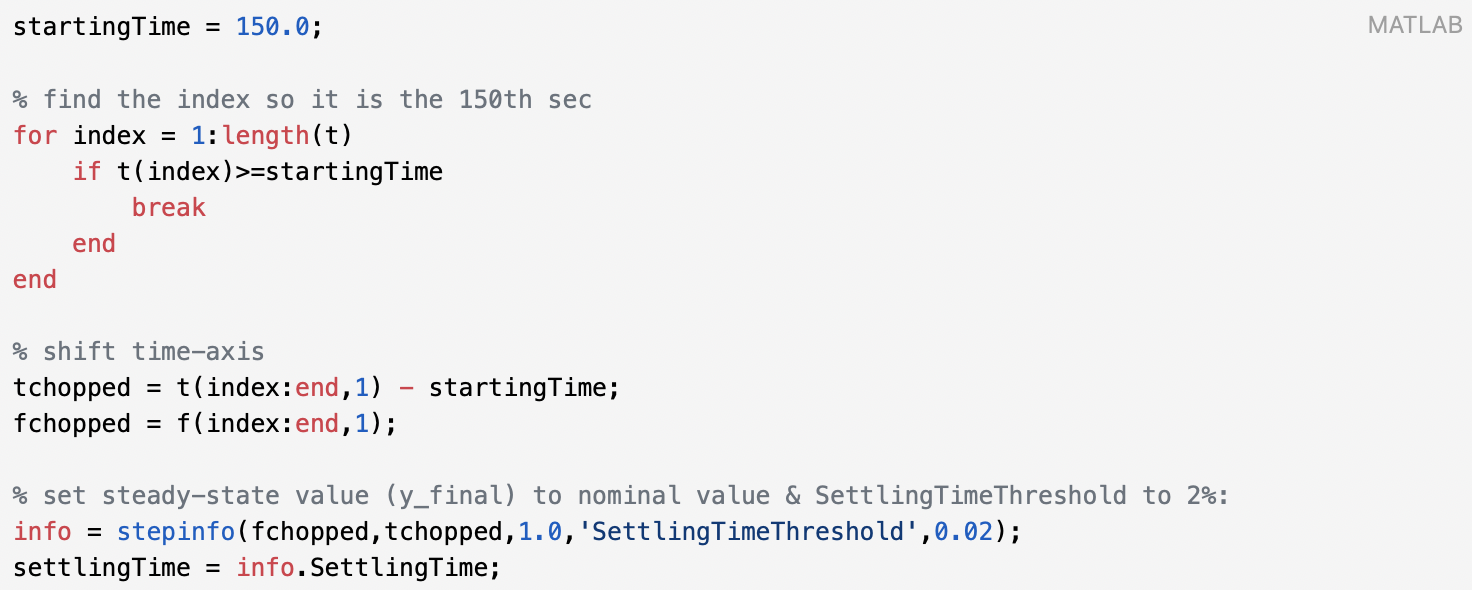 startingTime = 150.0;
MATLAB
% find the index so it is the 150th sec
for index = 1:length(t)
    if t(index)>=startingTime
        break
    end
end
% shift time-axis
tchopped = t(index:end,1) - startingTime;
fchopped = f(index:end,1);
% set steady-state value (y_final) to nominal value & SettlingTimeThreshold to 2%:
info = stepinfo(fchopped,tchopped,1.0,'SettlingTimeThreshold',0.02);
settlingTime = info.SettlingTime;